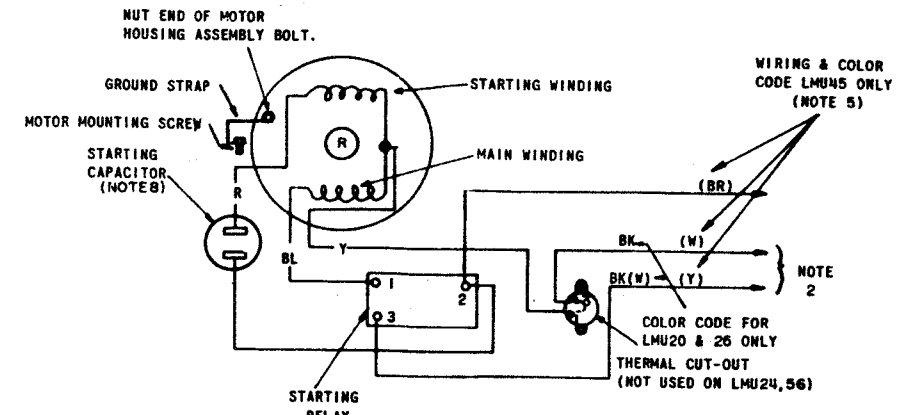 NUT END OF MOTOR
HOUSING ASSEMBLY BOLT.
GROUND STRAP
MOTOR MOUNTING SCREW
STARTING
CAPACITOR
(NOTE8)
R
STARTING WINDING
R
MAIN WINDING
WIRING & COLOR
CODE LMU45 ONLY
(NOTE 5)
(BR)
BL
Y
BK
(W)
BK(W)
(Y)
NOTE
2
1
2
3
COLOR CODE FOR
LMU20 & 26 ONLY
THERMAL CUT-OUT
(NOT USED ON LMU24,56)
STARTING
RELAY